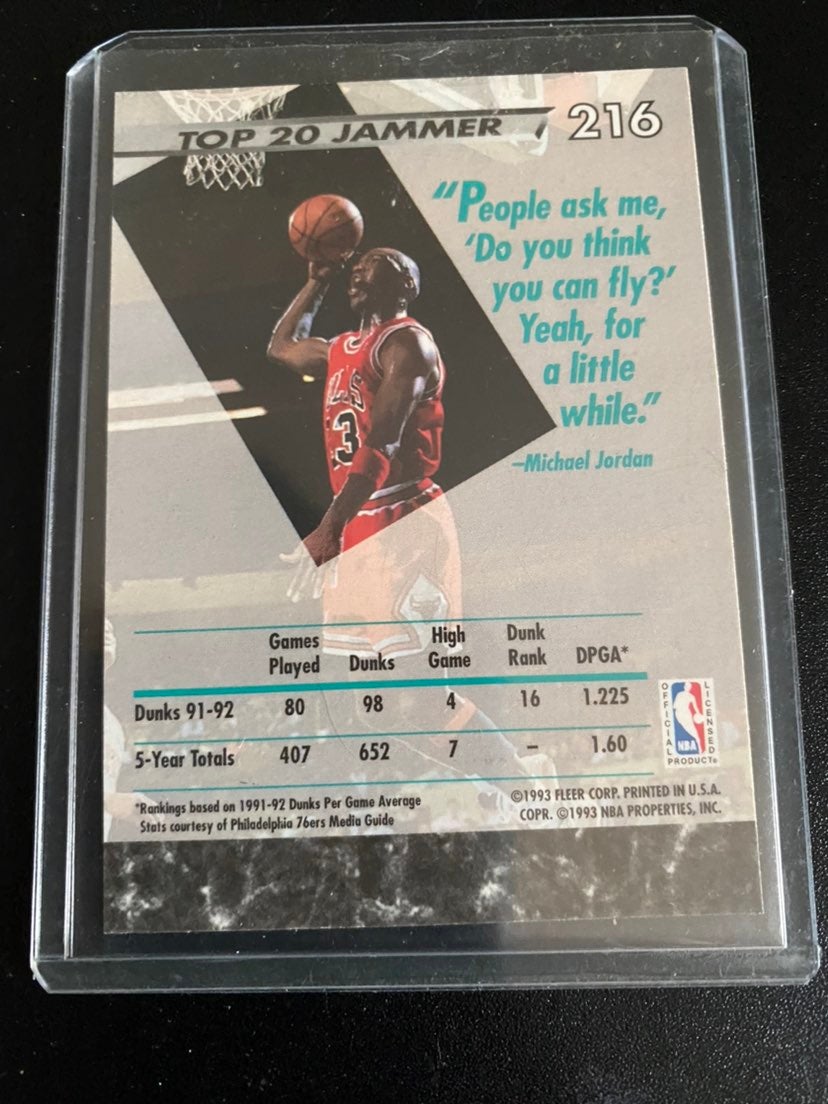 TOP 20 JAMMER 216
"People ask me,
'Do you think
you can fly?'
Yeah, for
a little
while."
–Michael Jordan
Games Played Dunks High Game Dunk Rank DPGA*
Dunks 91-92 80 98 4 16 1.225
5-Year Totals 407 652 7 – 1.60
OFFICIAL LICENSED
NBA
PRODUCT®
*Rankings based on 1991-92 Dunks Per Game Average
Stats courtesy of Philadelphia 76ers Media Guide
©1993 FLEER CORP. PRINTED IN U.S.A.
COPR. ©1993 NBA PROPERTIES, INC.